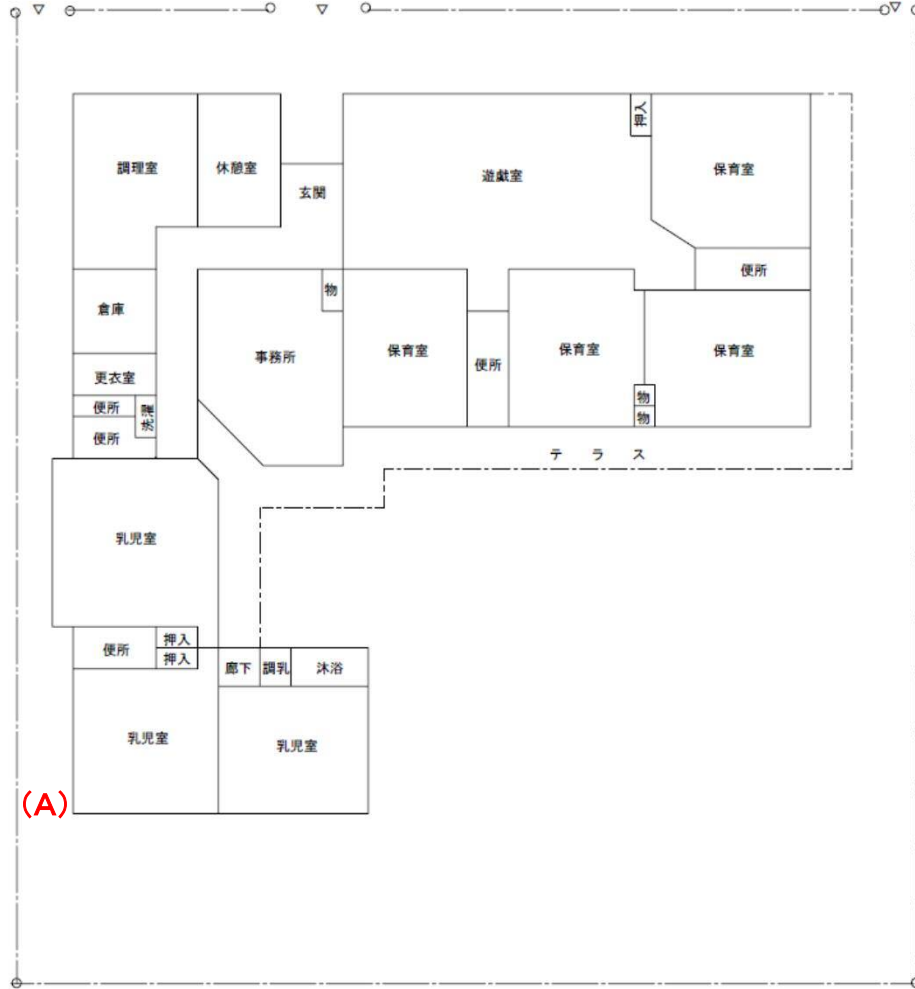 押入
調理室
休憩室
玄関
遊戯室
保育室
便所
倉庫
物
事務所
保育室
便所
保育室
保育室
更衣室
便所
洗濯
便所
物
物
テラス
乳児室
便所
押入
押入
廊下
調乳
沐浴
乳児室
乳児室
(A)